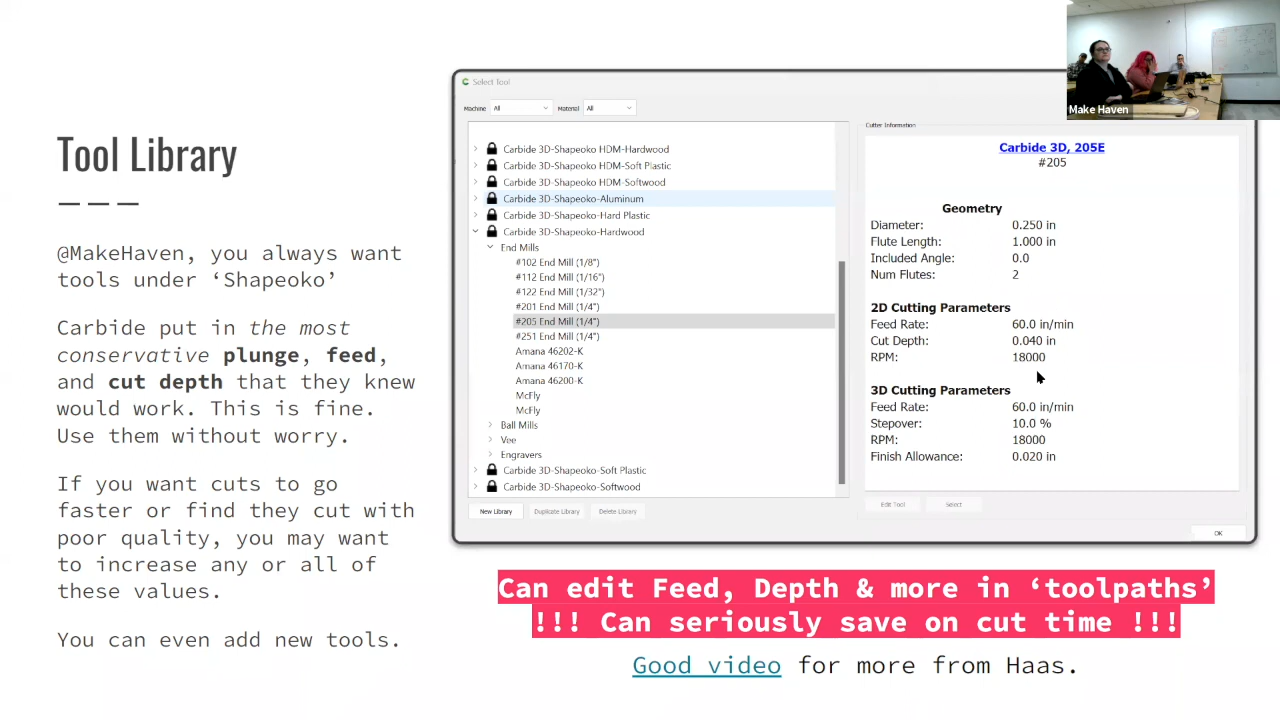 Make Haven
Tool Library
@MakeHaven, you always want
tools under ‘Shapeoko’
Carbide put in the most
conservative plunge, feed,
and cut depth that they knew
would work. This is fine.
Use them without worry.
If you want cuts to go
faster or find they cut with
poor quality, you may want
to increase any or all of
these values.
You can even add new tools.
Select Tool
Machine All Material All
Carbide 3D-Shapeoko HDM-Hardwood
Carbide 3D-Shapeoko HDM-Soft Plastic
Carbide 3D-Shapeoko HDM-Softwood
Carbide 3D-Shapeoko-Aluminum
Carbide 3D-Shapeoko-Hard Plastic
Carbide 3D-Shapeoko-Hardwood
End Mills
#102 End Mill (1/8")
#112 End Mill (1/16")
#122 End Mill (1/32")
#201 End Mill (1/4")
#205 End Mill (1/4")
#251 End Mill (1/4")
Amana 46202-K
Amana 46170-K
Amana 46200-K
McFly
McFly
Ball Mills
Vee
Engravers
Carbide 3D-Shapeoko-Soft Plastic
Carbide 3D-Shapeoko-Softwood
New Library Duplicate Library Delete Library
Cutter Information
Carbide 3D, 205E
#205
Geometry
Diameter: 0.250 in
Flute Length: 1.000 in
Included Angle: 0.0
Num Flutes: 2
2D Cutting Parameters
Feed Rate: 60.0 in/min
Cut Depth: 0.040 in
RPM: 18000
3D Cutting Parameters
Feed Rate: 60.0 in/min
Stepover: 10.0 %
RPM: 18000
Finish Allowance: 0.020 in
Edit Tool Select
OK
Can edit Feed, Depth & more in ‘toolpaths’
!!! Can seriously save on cut time !!!
Good video for more from Haas.